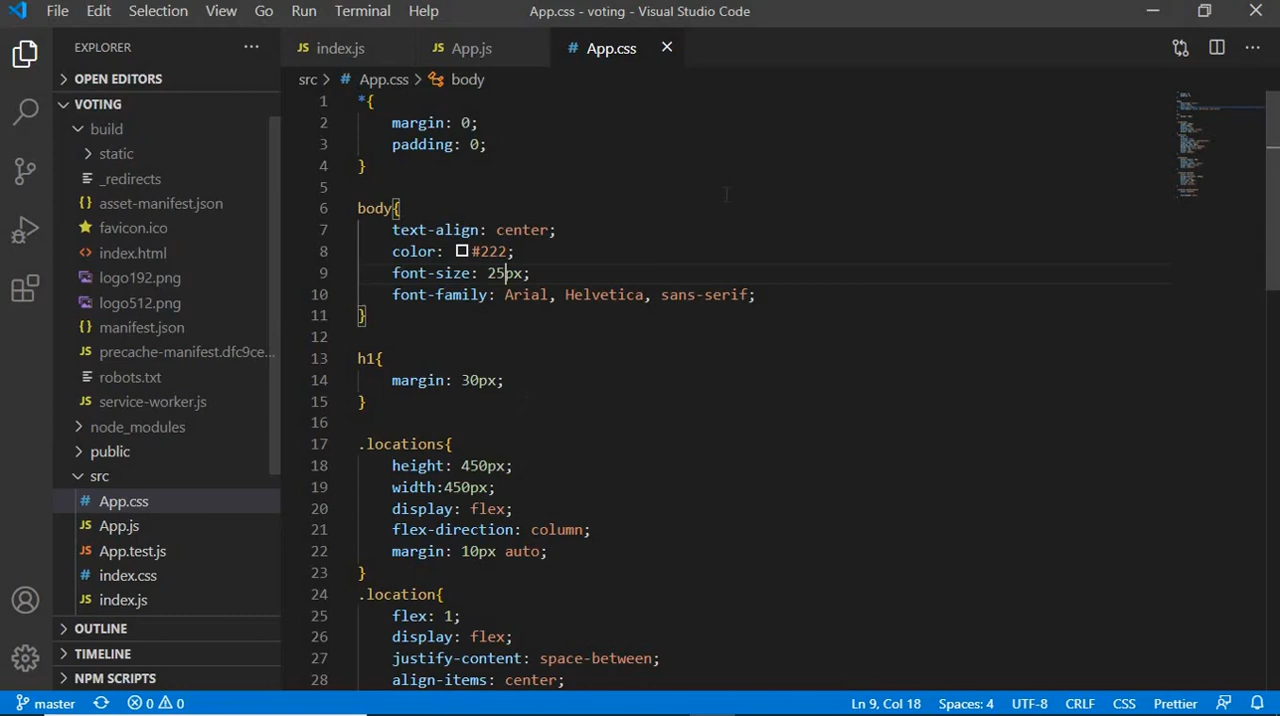 File Edit Selection View Go Run Terminal Help App.css - voting - Visual Studio Code
EXPLORER
OPEN EDITORS
VOTING
build
static
_redirects
{} asset-manifest.json
favicon.ico
<> index.html
logo192.png
logo512.png
{} manifest.json
precache-manifest.dfc9ce...
robots.txt
JS service-worker.js
node_modules
public
src
# App.css
JS App.js
JS App.test.js
# index.css
JS index.js
OUTLINE
TIMELINE
NPM SCRIPTS
JS index.js JS App.js # App.css
src > # App.css > body
1 *{
2 margin: 0;
3 padding: 0;
4 }
5
6 body{
7 text-align: center;
8 color: #222;
9 font-size: 25px;
10 font-family: Arial, Helvetica, sans-serif;
11 }
12
13 h1{
14 margin: 30px;
15 }
16
17 .locations{
18 height: 450px;
19 width:450px;
20 display: flex;
21 flex-direction: column;
22 margin: 10px auto;
23 }
24 .location{
25 flex: 1;
26 display: flex;
27 justify-content: space-between;
28 align-items: center;
master 0 0 Ln 9, Col 18 Spaces: 4 UTF-8 CRLF CSS Prettier